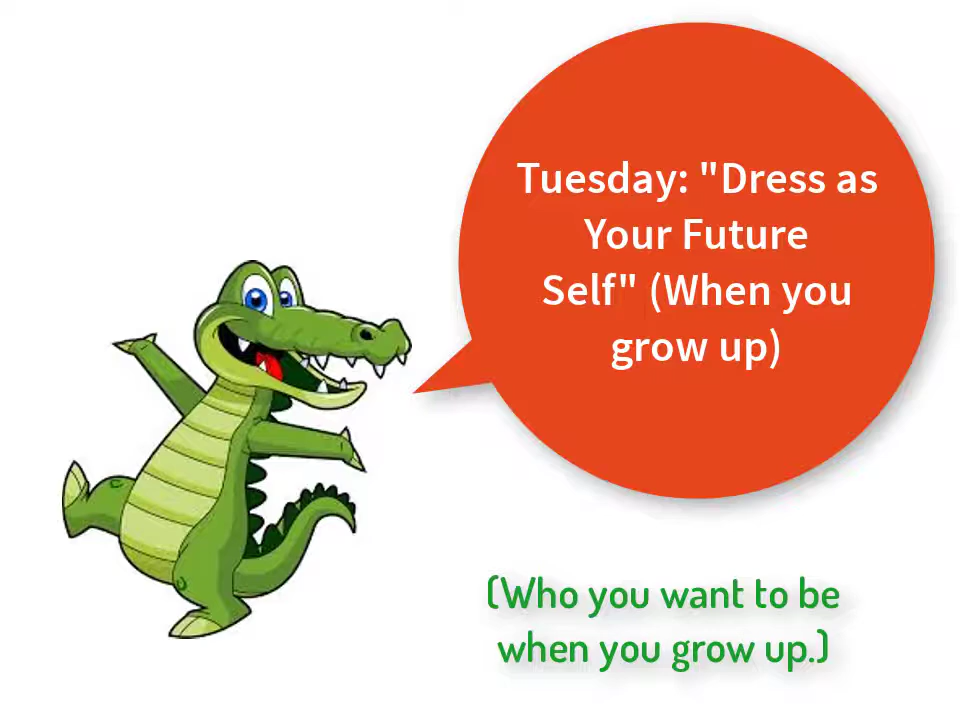 Tuesday: "Dress as
Your Future
Self" (When you
grow up)
(Who you want to be
when you grow up.)